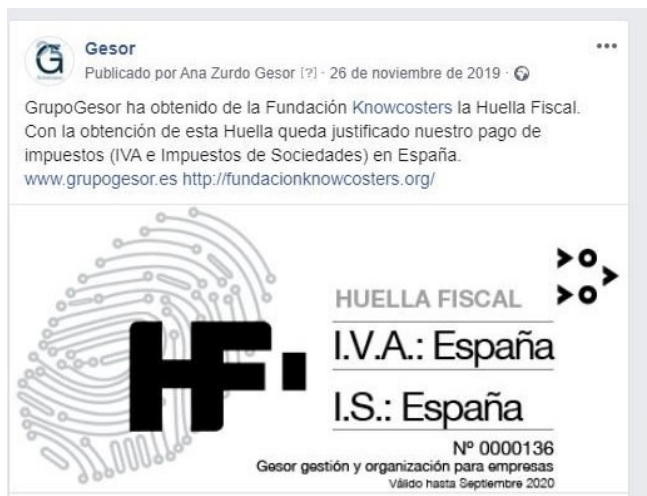 Gesor
Publicado por Ana Zurdo Gesor [?] · 26 de noviembre de 2019 ·
GrupoGesor ha obtenido de la Fundación Knowcosters la Huella Fiscal.
Con la obtención de esta Huella queda justificado nuestro pago de
impuestos (IVA e Impuestos de Sociedades) en España.
www.grupogesor.es http://fundacionknowcosters.org/
HUELLA FISCAL
HF
I.V.A.: España
I.S.: España
Nº 0000136
Gesor gestión y organización para empresas
Válido hasta Septiembre 2020